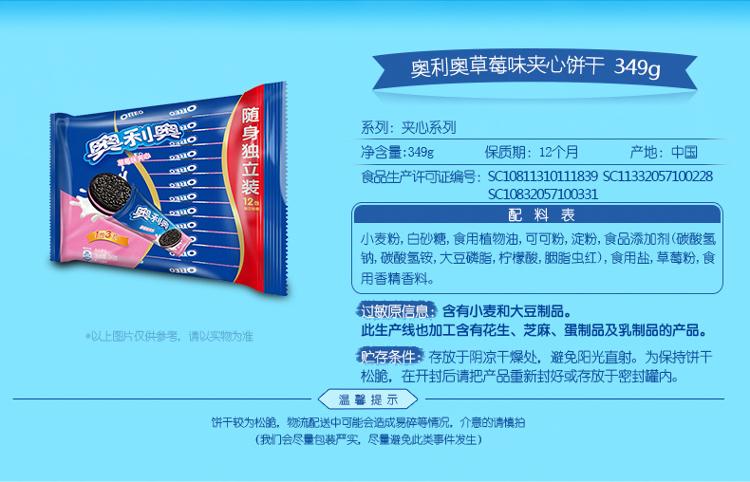 奥利奥草莓味夹心饼干 349g
系列：夹心系列
净含量:349g 保质期：12个月 产地：中国
食品生产许可证编号：SC10811310111839 SC11332057100228
SC10832057100331
配 料 表
小麦粉, 白砂糖, 食用植物油, 可可粉, 淀粉, 食品添加剂(碳酸氢
钠, 碳酸氢铵, 大豆磷脂, 柠檬酸, 胭脂虫红), 食用盐, 草莓粉, 食
用香精香料。
过敏原信息：含有小麦和大豆制品。
此生产线也加工含有花生、芝麻、蛋制品及乳制品的产品。
贮存条件：存放于阴凉干燥处，避免阳光直射。为保持饼干
松脆，在开封后请把产品重新封好或存放于密封罐内。
OREO
奥利奥
草莓味夹心
随身独立装
12包
奥利奥
*以上图片仅供参考，请以实物为准
温馨提示
饼干较为松脆，物流配送中可能会造成易碎等情况，介意的请慎拍
(我们会尽量包装严实，尽量避免此类事件发生)